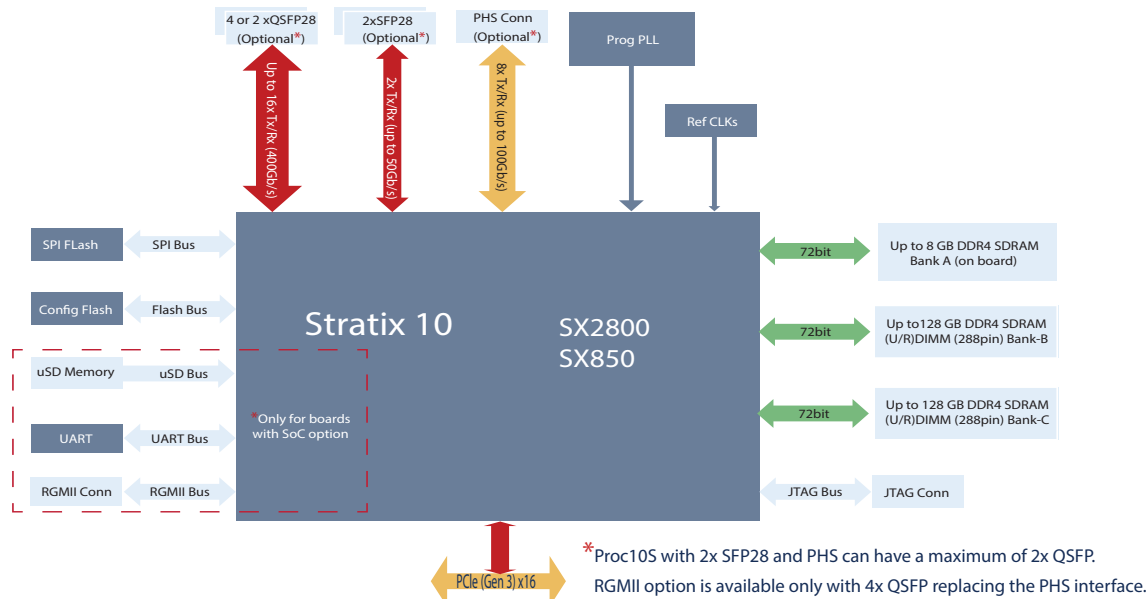 4 or 2 xQSFP28
(Optional*)
2xSFP28
(Optional*)
PHS Conn
(Optional*)
Prog PLL
Ref CLKs
Up to 16x Tx/Rx (400Gb/s)
2x Tx/Rx (up to 50Gb/s)
8x Tx/Rx (up to 100Gb/s)
SPI FLash
SPI Bus
Config Flash
Flash Bus
uSD Memory
uSD Bus
UART
UART Bus
RGMII Conn
RGMII Bus
*Only for boards
with SoC option
Stratix 10
SX2800
SX850
72bit
Up to 8 GB DDR4 SDRAM
Bank A (on board)
72bit
Up to128 GB DDR4 SDRAM
(U/R)DIMM (288pin) Bank-B
72bit
Up to 128 GB DDR4 SDRAM
(U/R)DIMM (288pin) Bank-C
JTAG Bus
JTAG Conn
PCIe (Gen 3) x16
*Proc10S with 2x SFP28 and PHS can have a maximum of 2x QSFP.
RGMII option is available only with 4x QSFP replacing the PHS interface.